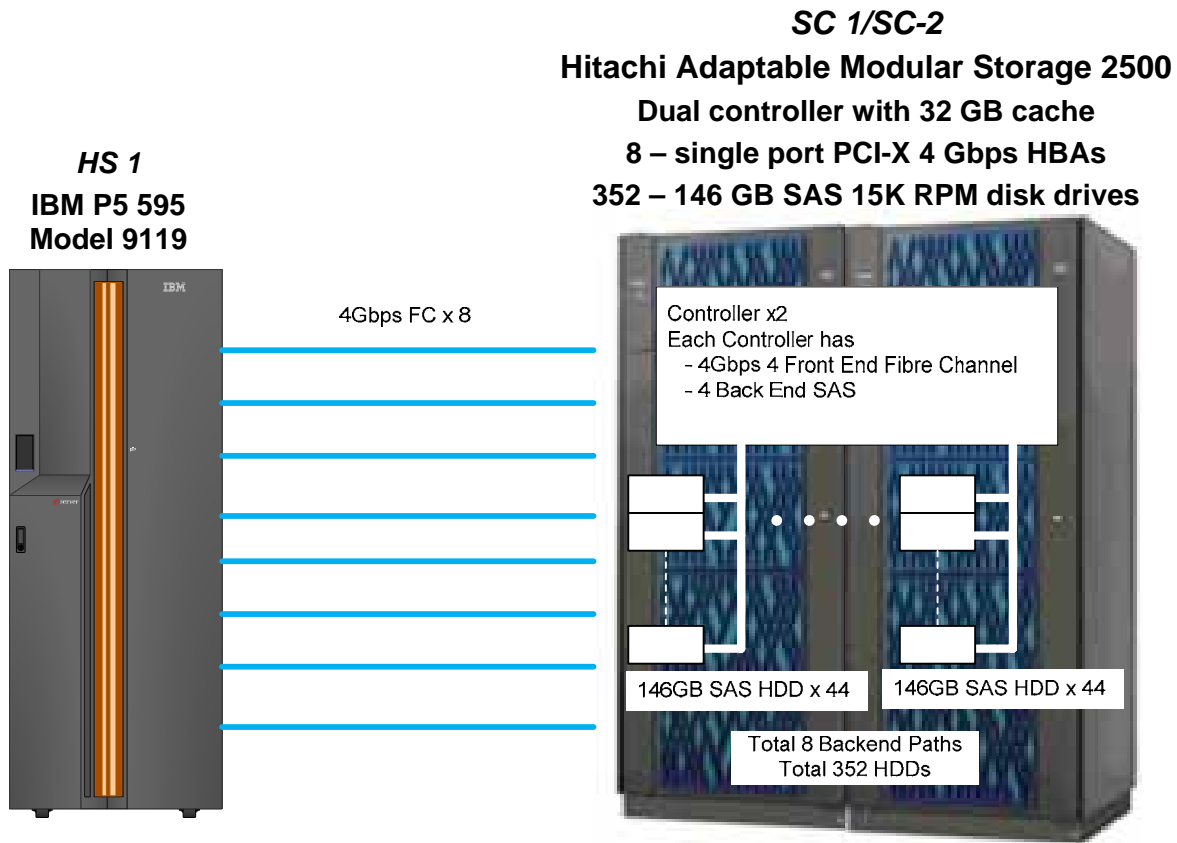 SC 1/SC-2
Hitachi Adaptable Modular Storage 2500
Dual controller with 32 GB cache
8 – single port PCI-X 4 Gbps HBAs
352 – 146 GB SAS 15K RPM disk drives
HS 1
IBM P5 595
Model 9119
IBM
4Gbps FC x 8
Controller x2
Each Controller has
- 4Gbps 4 Front End Fibre Channel
- 4 Back End SAS
146GB SAS HDD x 44
146GB SAS HDD x 44
Total 8 Backend Paths
Total 352 HDDs